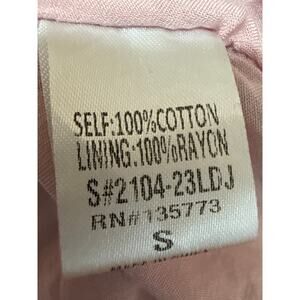 SELF:100%COTTON
LINING:100%RAYON
S#2104-23LDJ
RN#135773
S